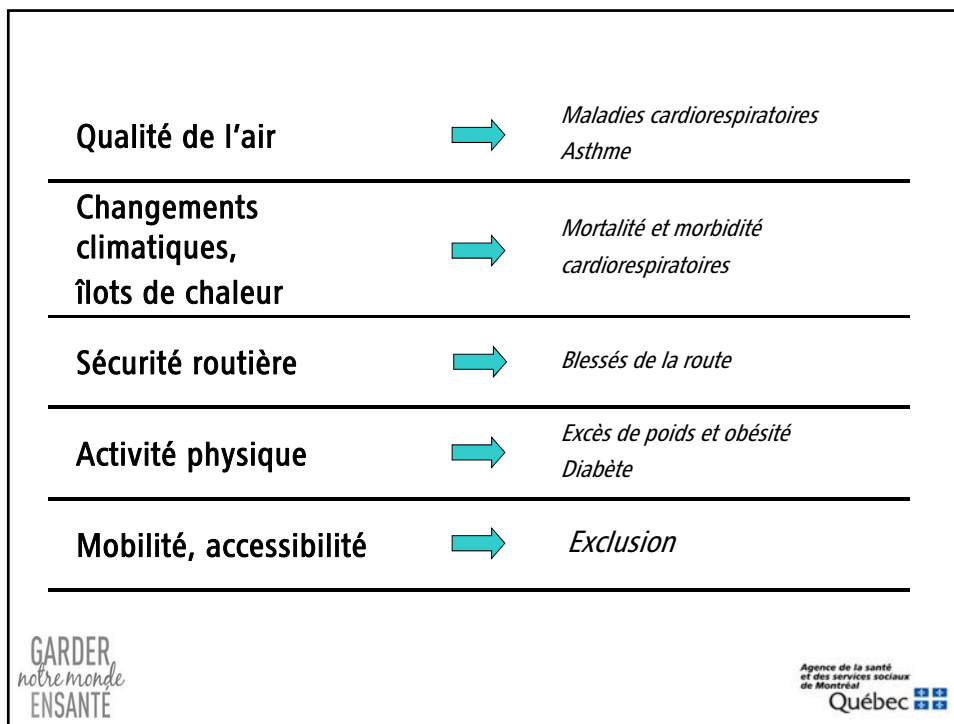 Qualité de l'air
Maladies cardiorespiratoires
Asthme
Changements
climatiques,
îlots de chaleur
Mortalité et morbidité
cardiorespiratoires
Sécurité routière
Blessés de la route
Activité physique
Excès de poids et obésité
Diabète
Mobilité, accessibilité
Exclusion
GARDER
notre monde
ENSANTÉ
Agence de la santé
et des services sociaux
de Montréal
Québec